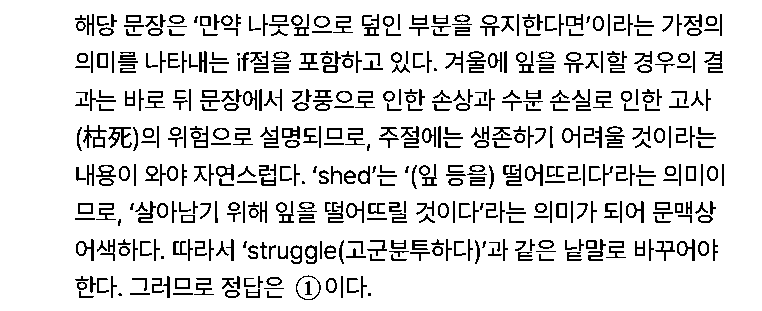 해당 문장은 ‘만약 나뭇잎으로 덮인 부분을 유지한다면’이라는 가정의
의미를 나타내는 if절을 포함하고 있다. 겨울에 잎을 유지할 경우의 결
과는 바로 뒤 문장에서 강풍으로 인한 손상과 수분 손실로 인한 고사
(枯死)의 위험으로 설명되므로, 주절에는 생존하기 어려울 것이라는
내용이 와야 자연스럽다. ‘shed’는 ‘(잎 등을) 떨어뜨리다’라는 의미이
므로, ‘살아남기 위해 잎을 떨어뜨릴 것이다’라는 의미가 되어 문맥상
어색하다. 따라서 ‘struggle(고군분투하다)’과 같은 낱말로 바꾸어야
한다. 그러므로 정답은 ①이다.